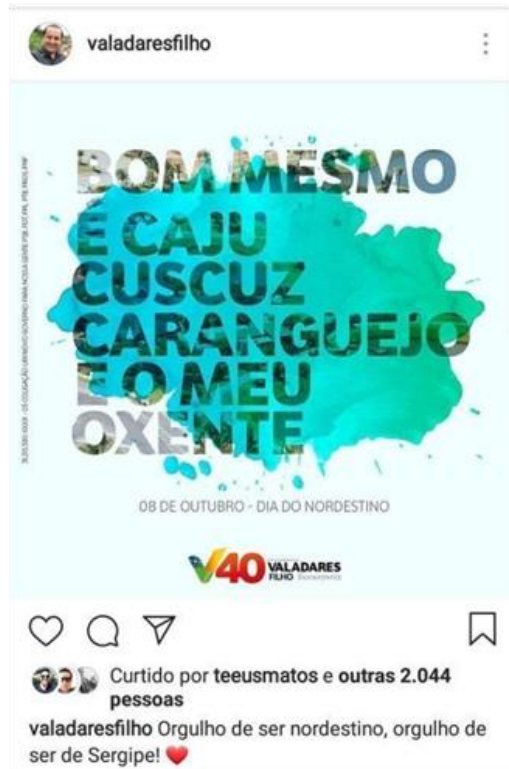 valadaresfilho
BOM MESMO
E CAJU
CUSCUZ
CARANGUEJO
E O MEU
OXENTE
08 DE OUTUBRO - DIA DO NORDESTINO
V40 VALADARES
FILHO
Curtido por teeusmatos e outras 2.044
pessoas
valadaresfilho Orgulho de ser nordestino, orgulho de
ser de Sergipe! ❤️